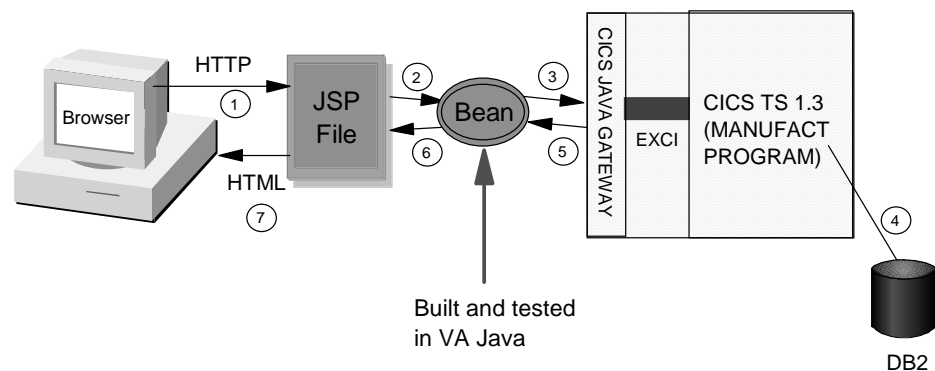 HTTP
1
Browser
HTML
7
JSP
File
2
6
Bean
3
5
CICS JAVA GATEWAY
EXCI
CICS TS 1.3
(MANUFACT
PROGRAM)
4
DB2
Built and tested
in VA Java